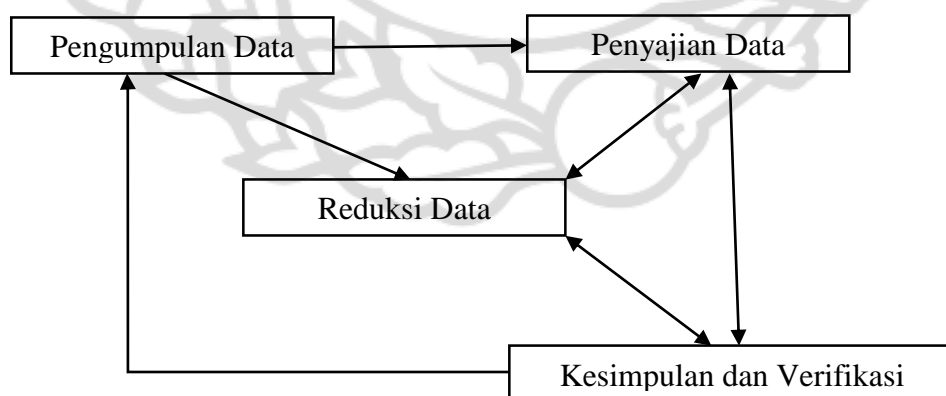 Pengumpulan Data
Penyajian Data
Reduksi Data
Kesimpulan dan Verifikasi